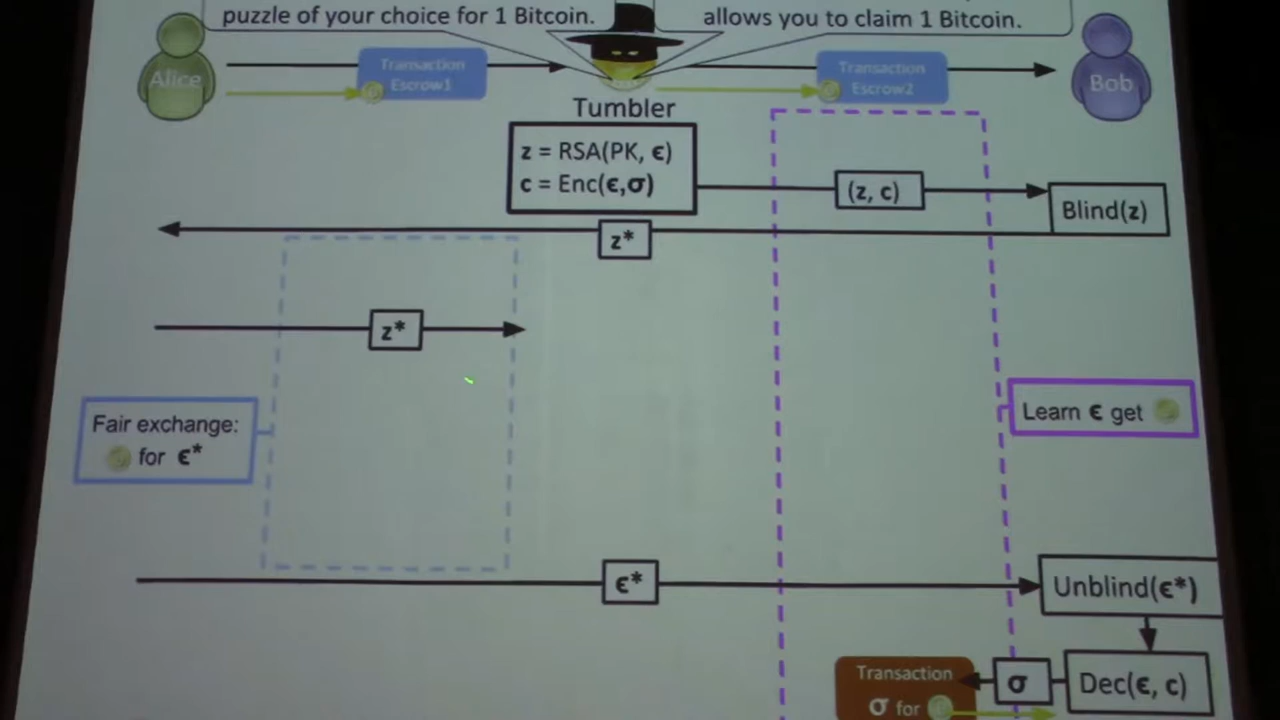 puzzle of your choice for 1 Bitcoin.
allows you to claim 1 Bitcoin.
Alice
Transaction
Escrow1
Transaction
Escrow2
Bob
Tumbler
z = RSA(PK, ϵ)
c = Enc(ϵ,σ)
(z, c)
Blind(z)
z*
z*
Fair exchange:
for ϵ*
Learn ϵ get
ϵ*
Unblind(ϵ*)
Transaction
σ for
σ
Dec(ϵ, c)